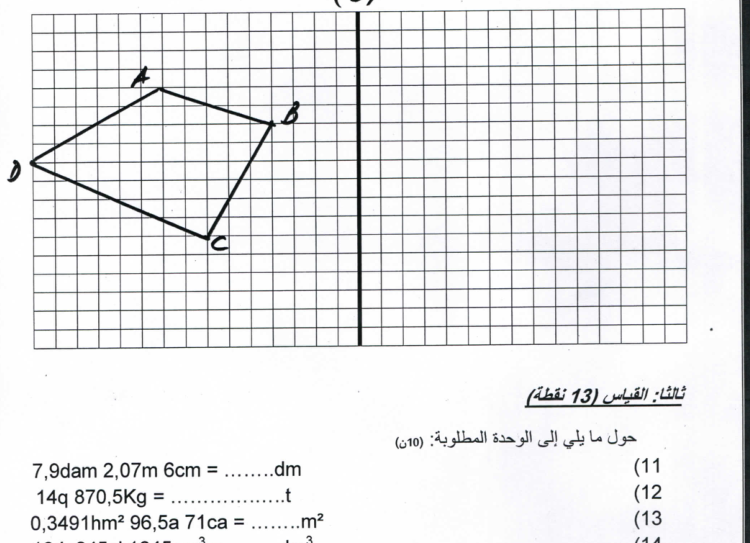 A
B
D
C
ثالثا: القياس (13 نقطة)
حول ما يلي إلى الوحدة المطلوبة: (10ن)
11) 7,9dam 2,07m 6cm = ........dm
12) 14q 870,5Kg = ..................t
13) 0,3491hm² 96,5a 71ca = ........m²
14)